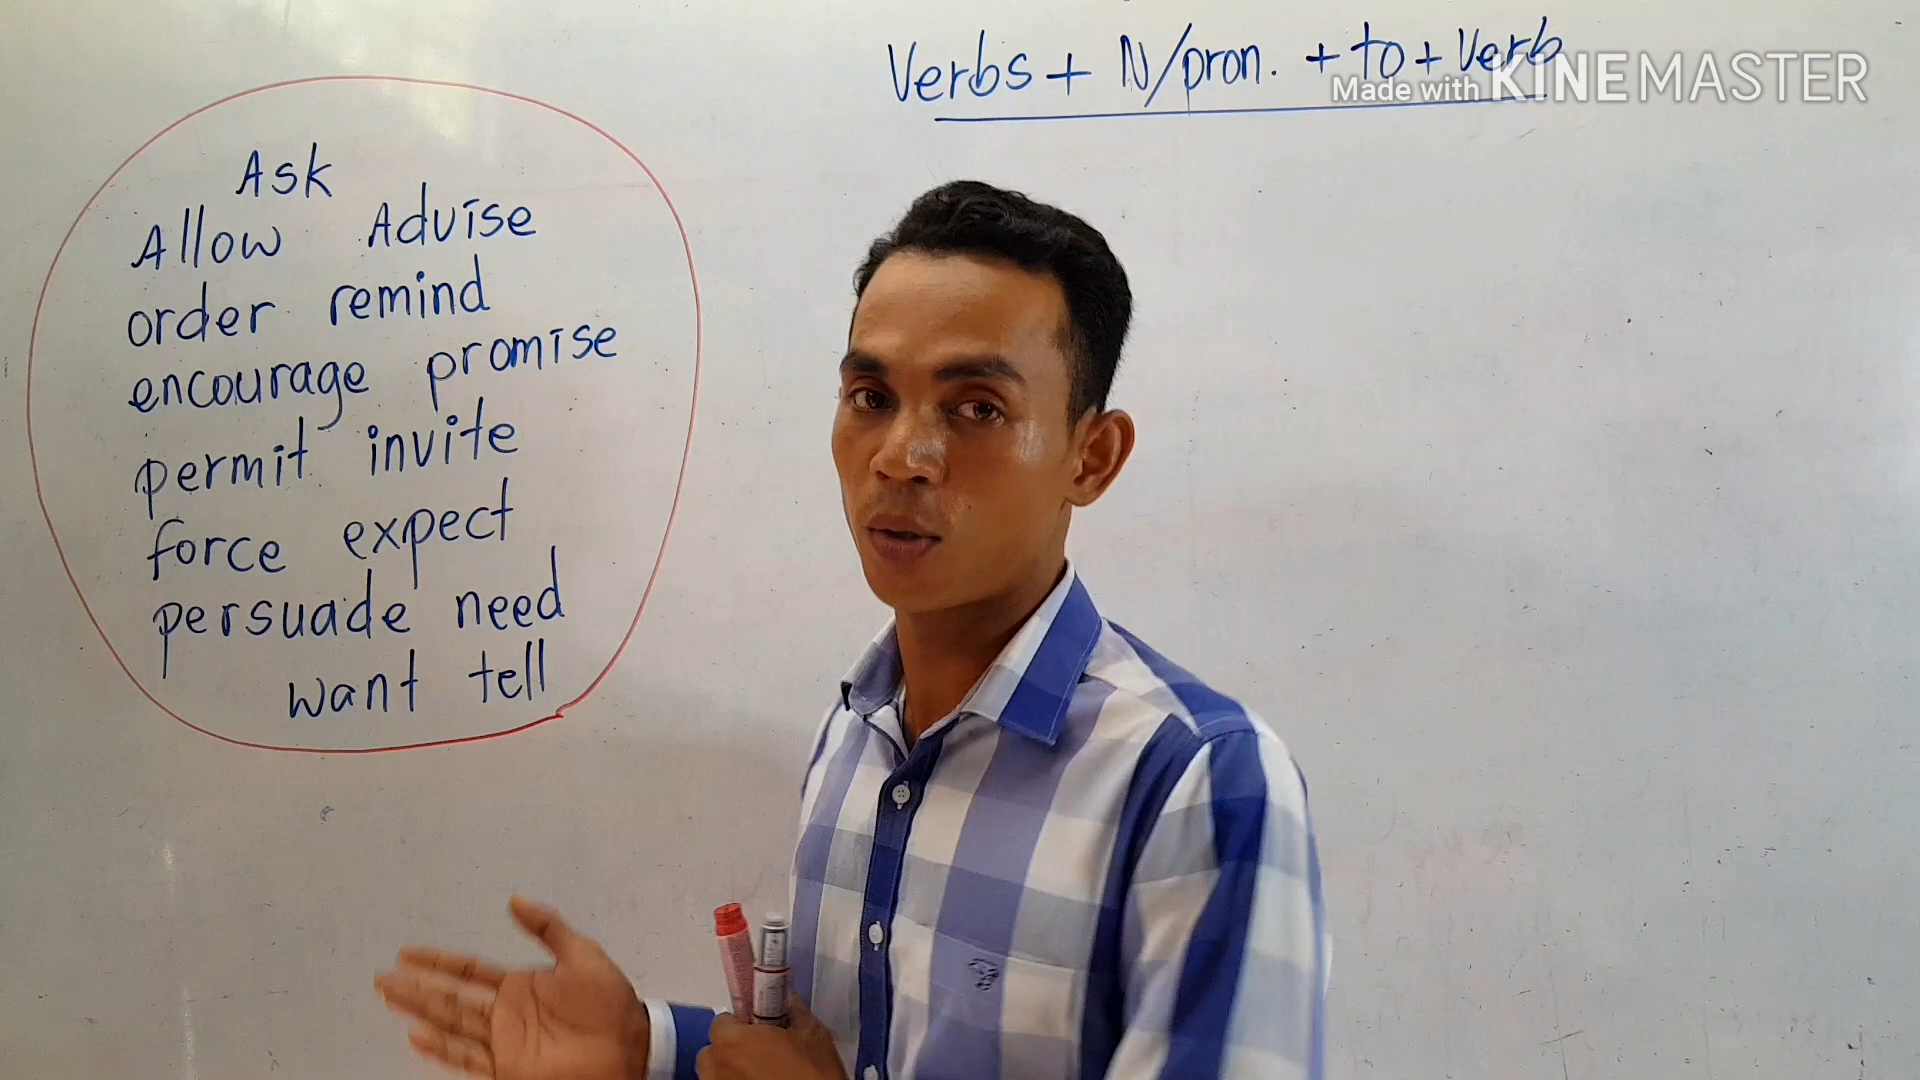 Verbs + N/pron. + to + Verb
Made with KINEMASTER
Ask
Allow Advise
order remind
encourage promise
permit invite
force expect
persuade need
want tell